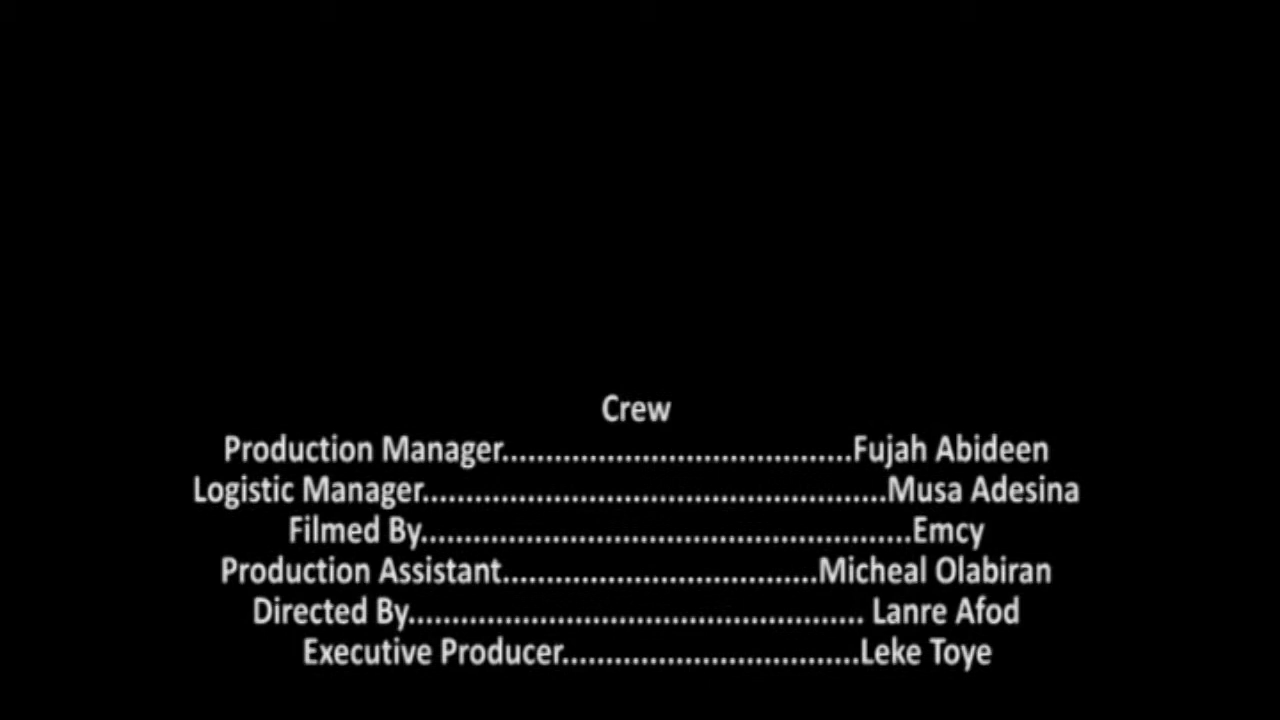 Crew
Production Manager.......................................Fujah Abideen
Logistic Manager....................................................Musa Adesina
Filmed By.......................................................Emcy
Production Assistant...................................Micheal Olabiran
Directed By................................................... Lanre Afod
Executive Producer.................................Leke Toye